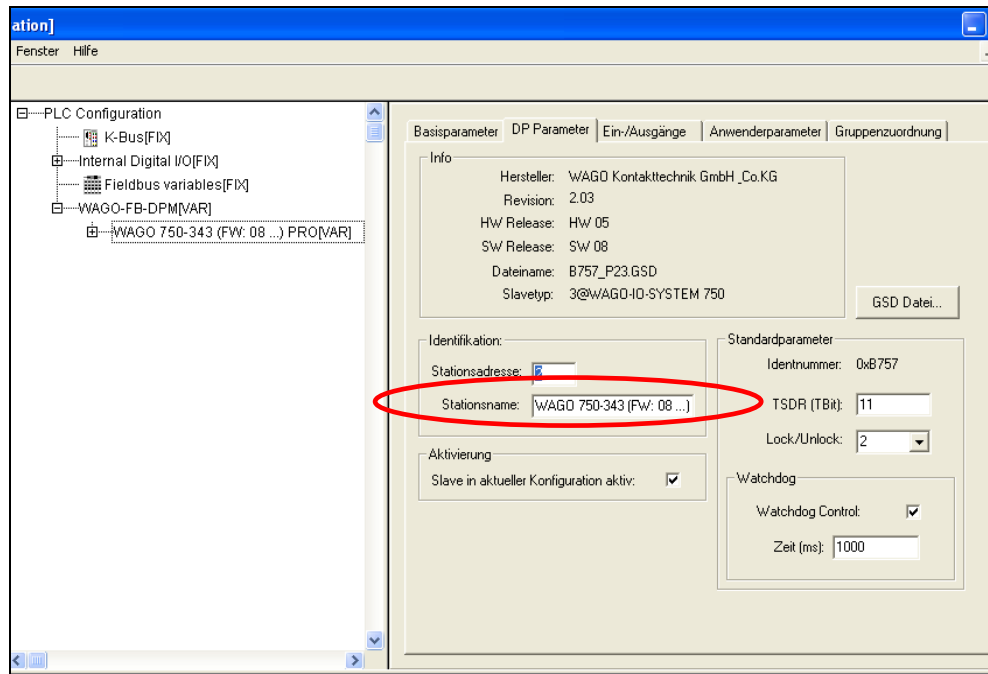 ation]
Fenster Hilfe
PLC Configuration
K-Bus[FIX]
Internal Digital I/O[FIX]
Fieldbus variables[FIX]
WAGO-FB-DPM[VAR]
WAGO 750-343 (FW: 08 ...) PRO[VAR]
Basisparameter DP Parameter Ein-/Ausgänge Anwenderparameter Gruppenzuordnung
Info
Hersteller: WAGO Kontakttechnik GmbH _Co.KG
Revision: 2.03
HW Release: HW 05
SW Release: SW 08
Dateiname: B757_P23.GSD
Slavetyp: 3@WAGO-IO-SYSTEM 750
GSD Datei...
Identifikation:
Stationsadresse: 2
Stationsname: WAGO 750-343 (FW: 08 ...)
Aktivierung
Slave in aktueller Konfiguration aktiv:
Standardparameter
Identnummer: 0xB757
TSDR (TBit): 11
Lock/Unlock: 2
Watchdog
Watchdog Control:
Zeit (ms): 1000